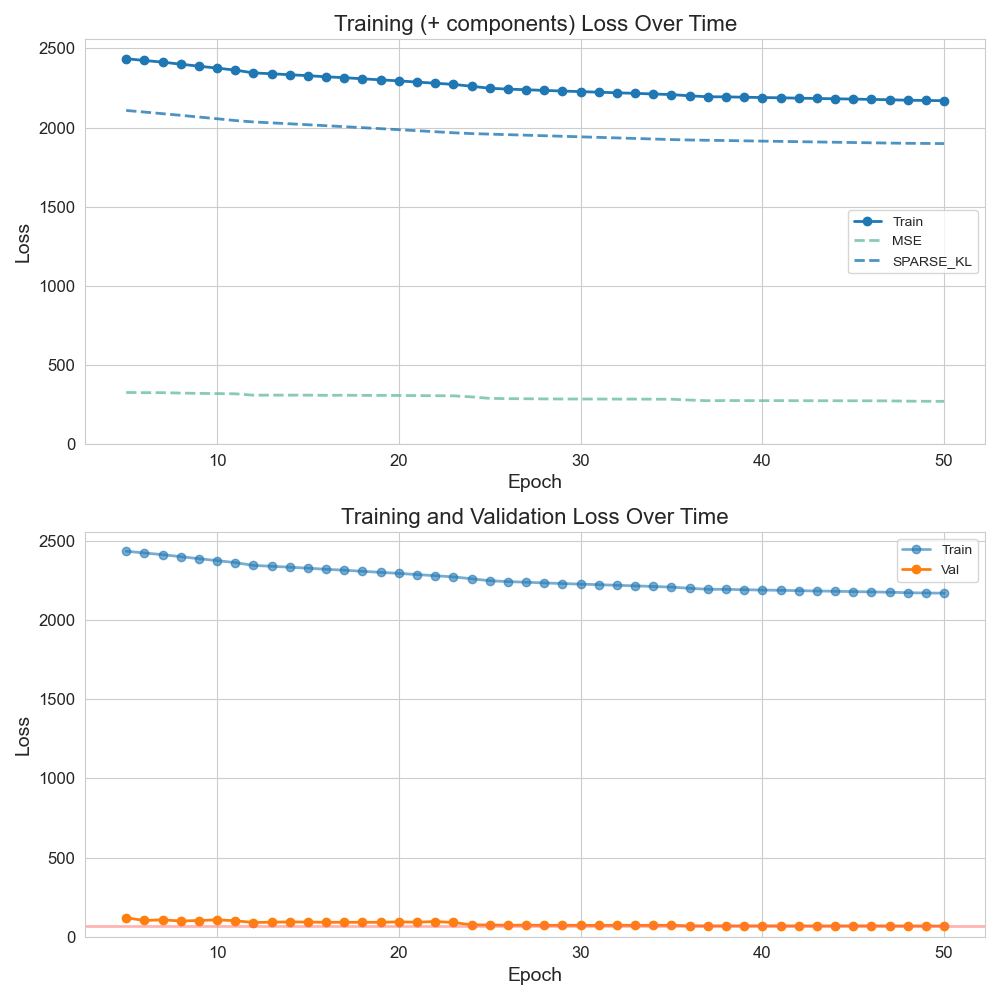 Training (+ components) Loss Over Time
2500
2000
1500
1000
500
0
Loss
Train
MSE
SPARSE_KL
10
20
30
40
50
Epoch
Training and Validation Loss Over Time
2500
2000
1500
1000
500
0
Loss
Train
Val
10
20
30
40
50
Epoch